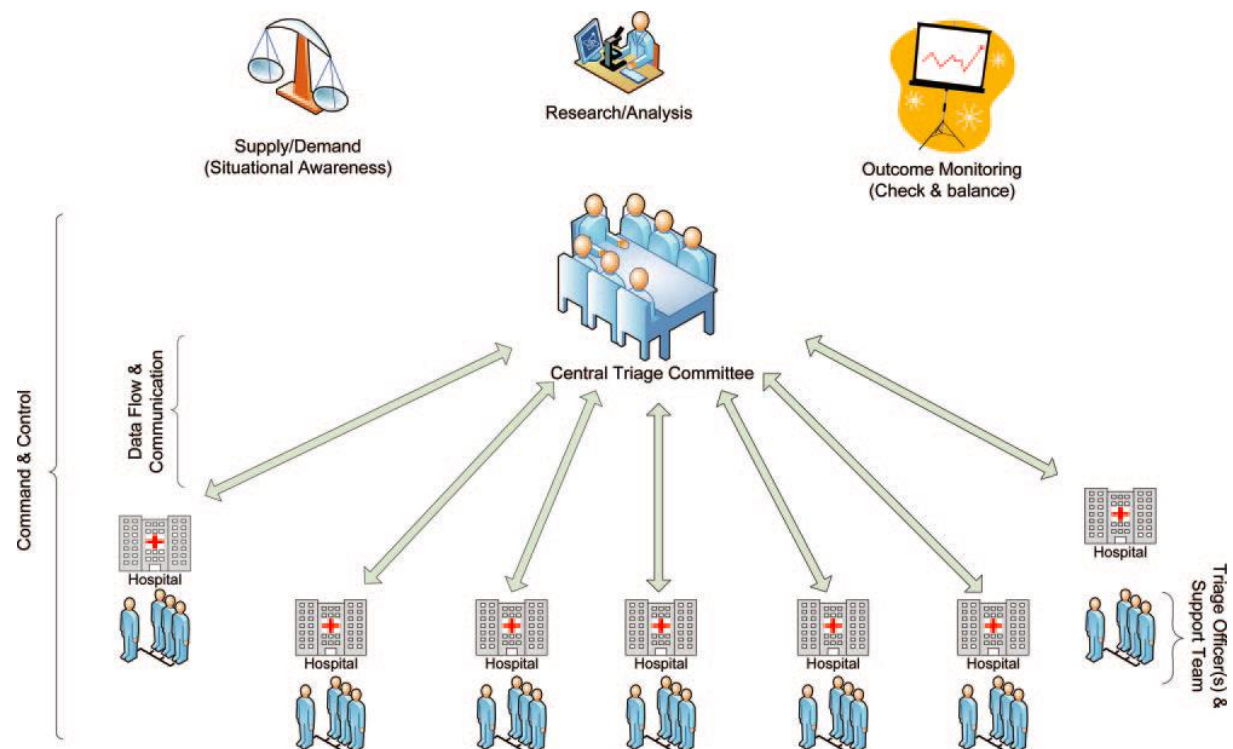 Research/Analysis
Supply/Demand
(Situational Awareness)
Outcome Monitoring
(Check & balance)
Central Triage Committee
Command & Control
Data Flow &
Communication
Hospital
Hospital
Hospital
Hospital
Hospital
Hospital
Hospital
Triage Officer(s) &
Support Team